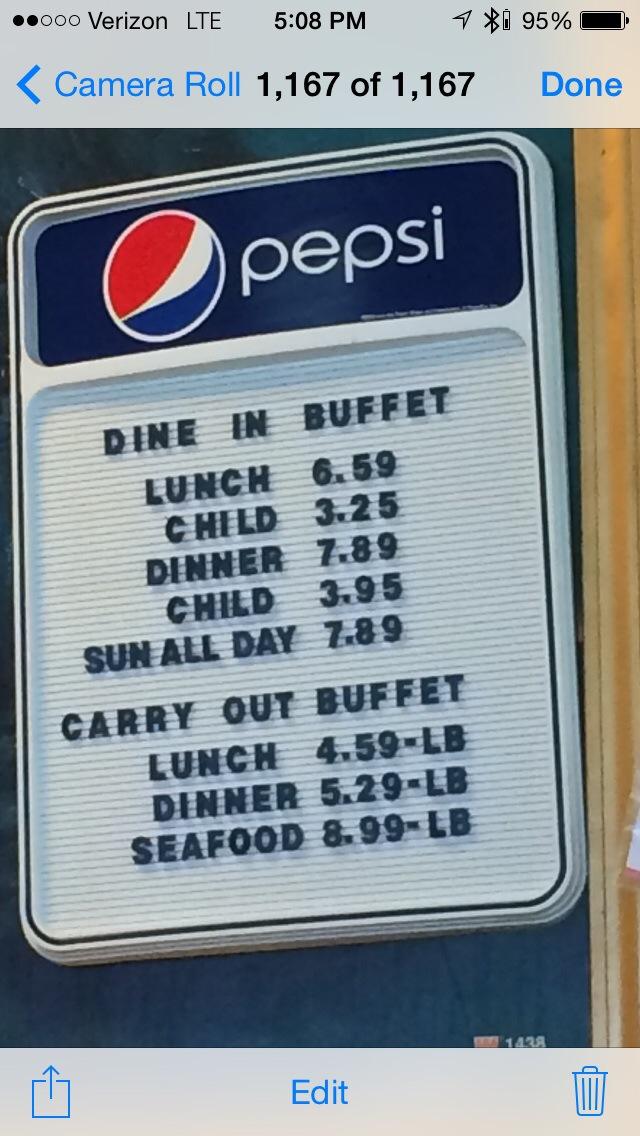 Verizon LTE 5:08 PM 95%
Camera Roll 1,167 of 1,167 Done
pepsi
DINE IN BUFFET
LUNCH 6.59
CHILD 3.25
DINNER 7.89
CHILD 3.95
SUN ALL DAY 7.89
CARRY OUT BUFFET
LUNCH 4.59-LB
DINNER 5.29-LB
SEAFOOD 8.99-LB
1438
Edit